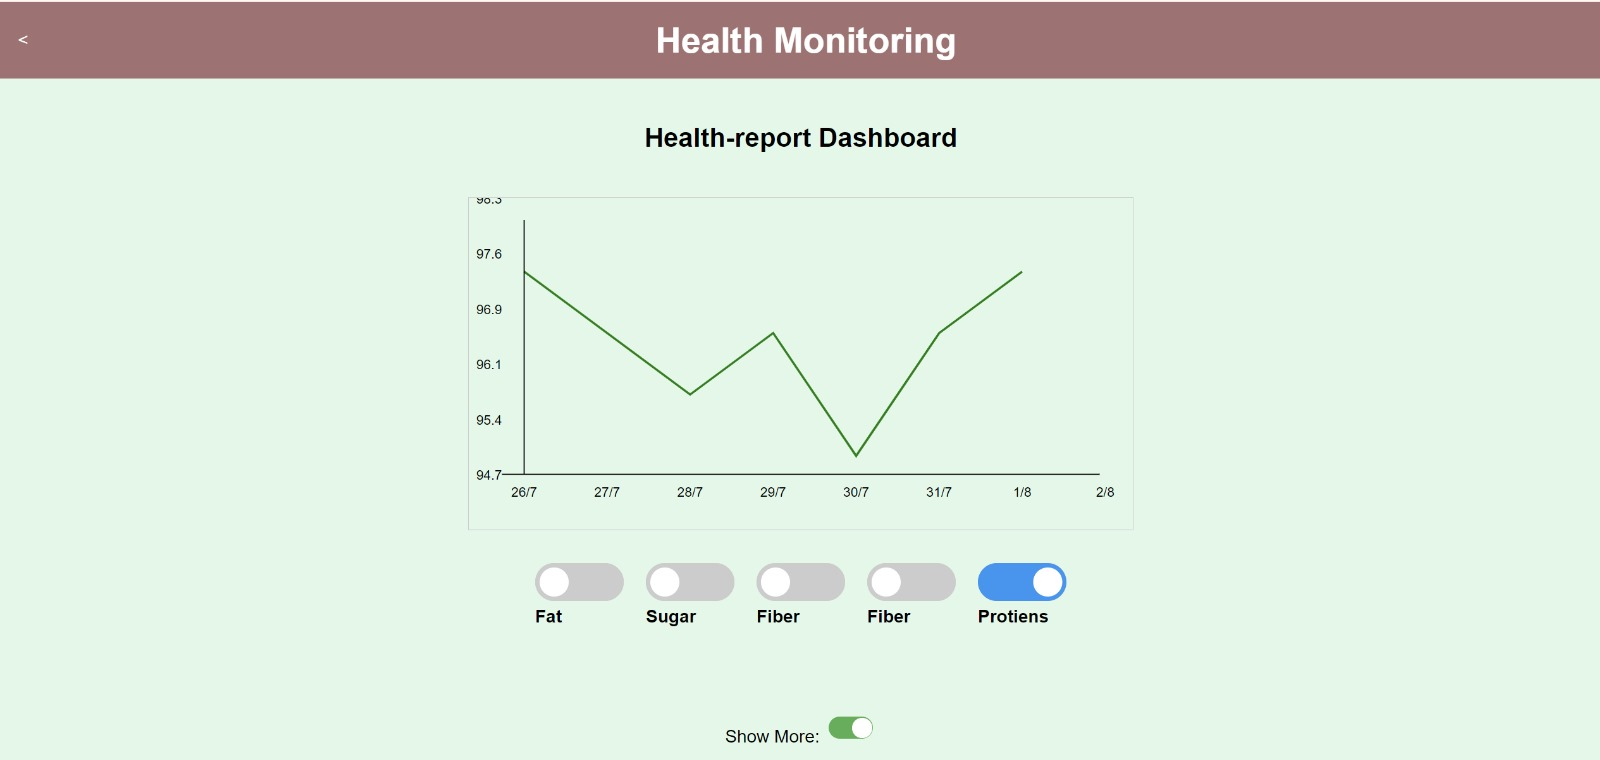 <
Health Monitoring
Health-report Dashboard
98.3
97.6
96.9
96.1
95.4
94.7
26/7 27/7 28/7 29/7 30/7 31/7 1/8 2/8
Fat Sugar Fiber Fiber Protiens
Show More: